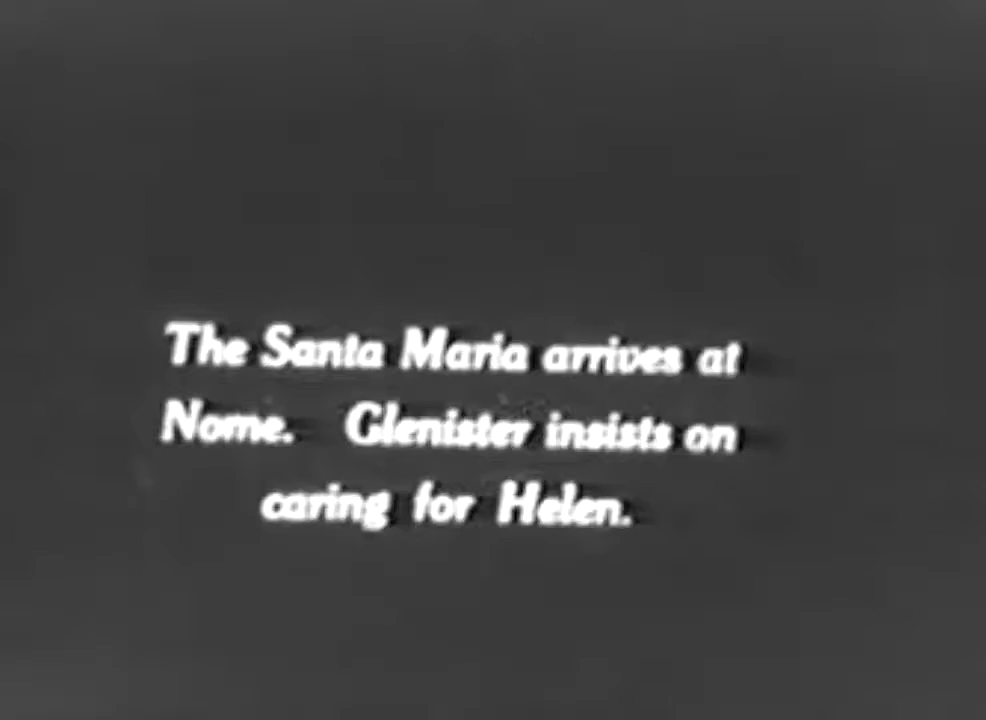 The Santa Maria arrives at
Nome. Glenister insists on
caring for Helen.